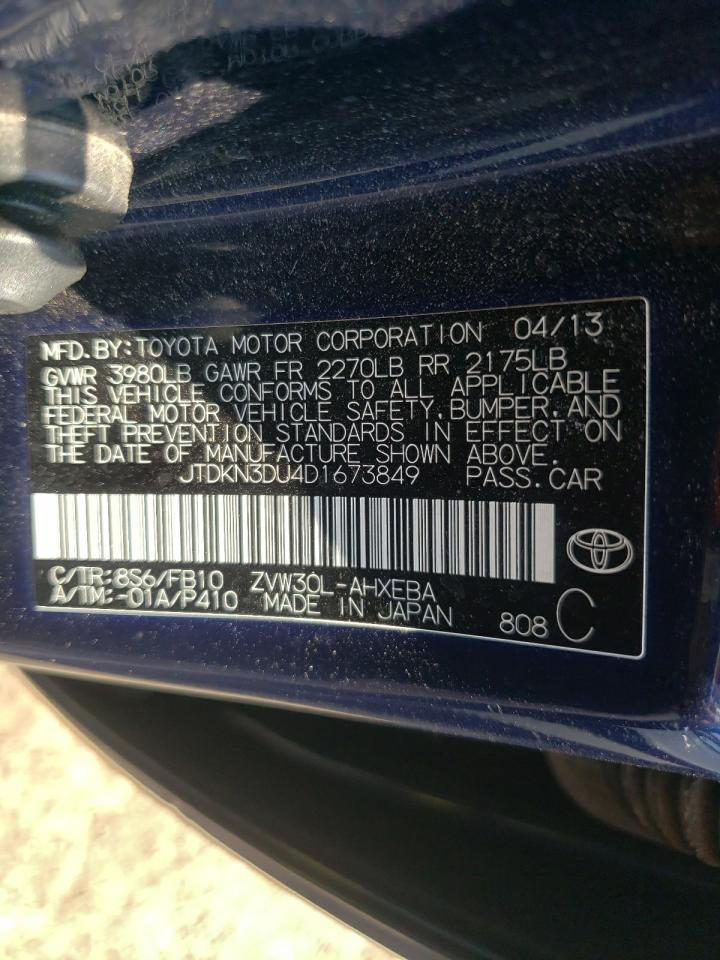 MFD. BY: TOYOTA MOTOR CORPORATION 04/13
GVWR 3980LB GAWR FR 2270LB RR 2175LB
THIS VEHICLE CONFORMS TO ALL APPLICABLE
FEDERAL MOTOR VEHICLE SAFETY, BUMPER, AND
THEFT PREVENTION STANDARDS IN EFFECT ON
THE DATE OF MANUFACTURE SHOWN ABOVE.
JTDKN3DU4D1673849 PASS. CAR
C/TR: 8S6/FB10 ZVW30L-AHXEBA
A/TM: -01A/P410 MADE IN JAPAN 808 C